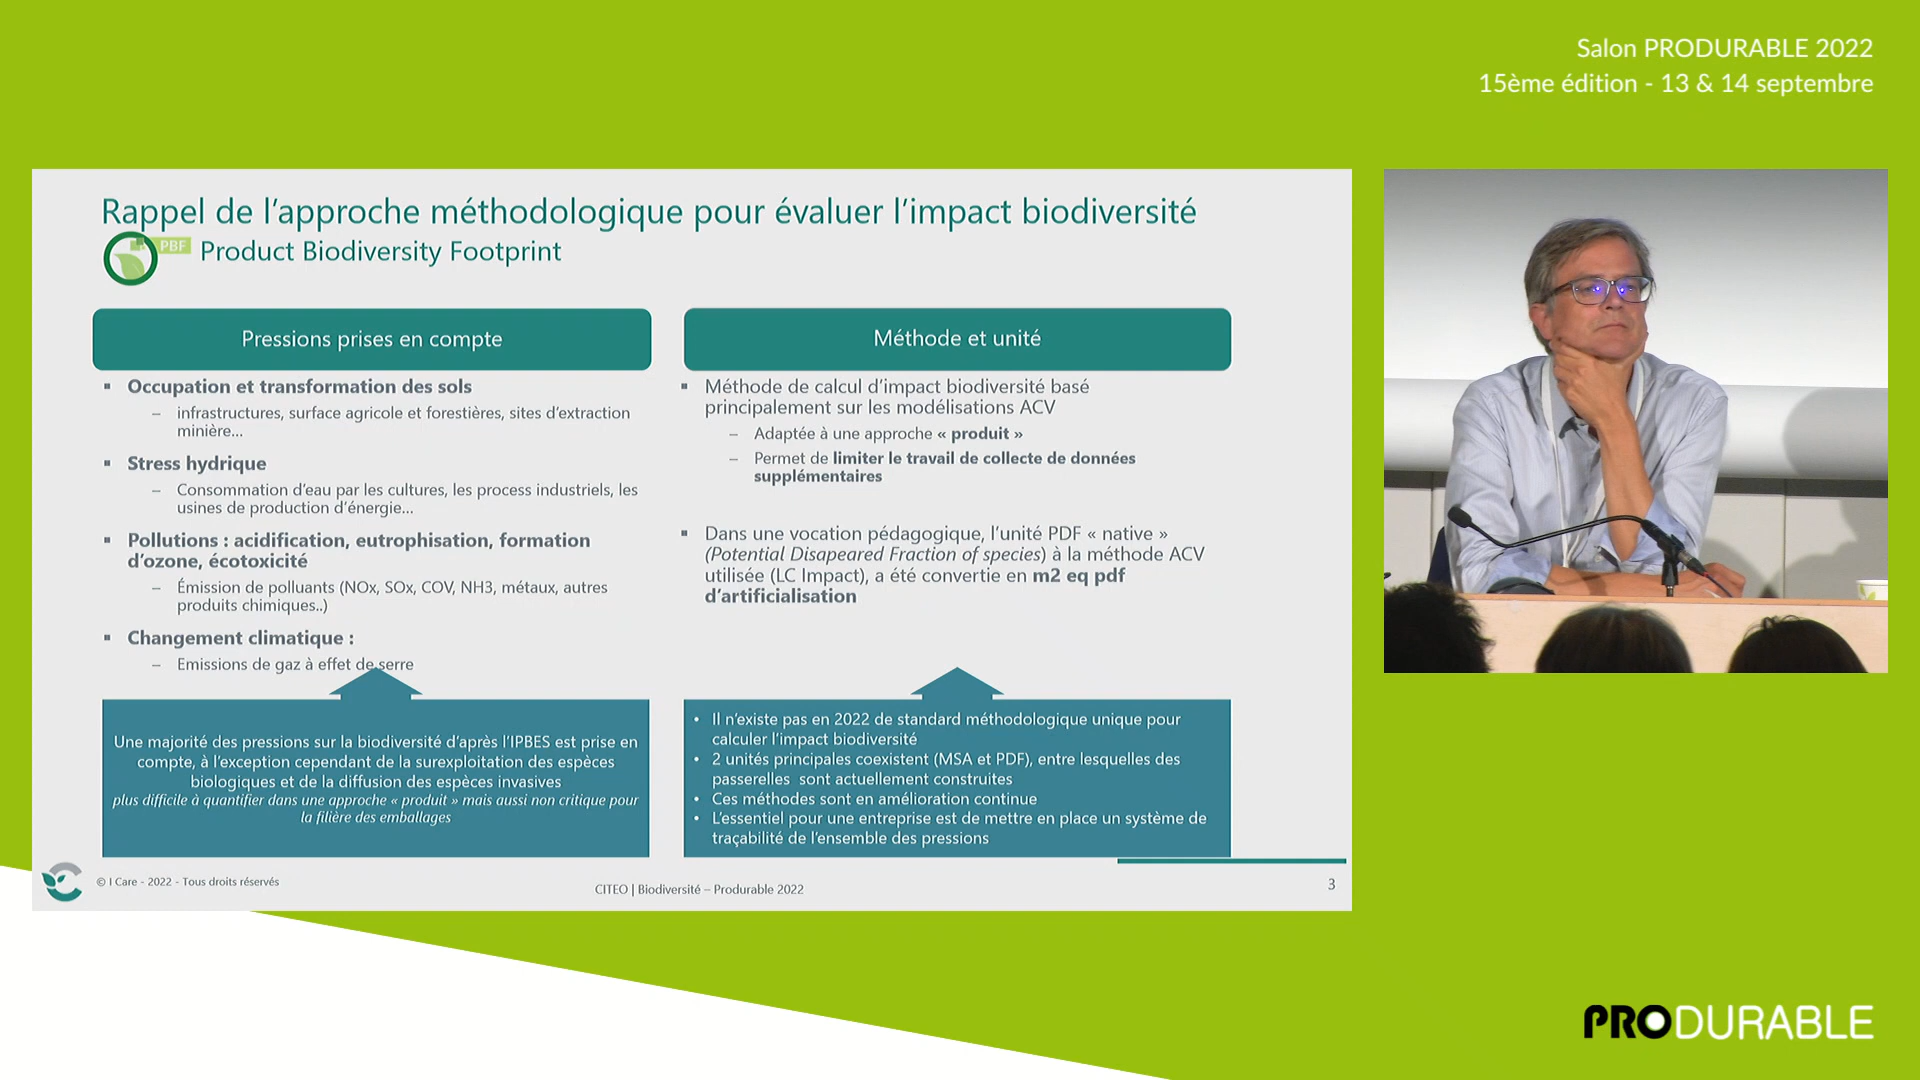 Salon PRODURABLE 2022
15ème édition - 13 & 14 septembre
Rappel de l'approche méthodologique pour évaluer l'impact biodiversité
PBF
Product Biodiversity Footprint
Pressions prises en compte
▪ Occupation et transformation des sols
– infrastructures, surface agricole et forestières, sites d'extraction
minière...
▪ Stress hydrique
– Consommation d'eau par les cultures, les process industriels, les
usines de production d'énergie...
▪ Pollutions : acidification, eutrophisation, formation
d'ozone, écotoxicité
– Émission de polluants (NOx, SOx, COV, NH3, métaux, autres
produits chimiques..)
▪ Changement climatique :
– Emissions de gaz à effet de serre
Une majorité des pressions sur la biodiversité d'après l'IPBES est prise en
compte, à l'exception cependant de la surexploitation des espèces
biologiques et de la diffusion des espèces invasives
plus difficile à quantifier dans une approche « produit » mais aussi non critique pour
la filière des emballages
Méthode et unité
▪ Méthode de calcul d'impact biodiversité basé
principalement sur les modélisations ACV
– Adaptée à une approche « produit »
– Permet de limiter le travail de collecte de données
supplémentaires
▪ Dans une vocation pédagogique, l'unité PDF « native »
(Potential Disapeared Fraction of species) à la méthode ACV
utilisée (LC Impact), a été convertie en m2 eq pdf
d'artificialisation
• Il n'existe pas en 2022 de standard méthodologique unique pour
calculer l'impact biodiversité
• 2 unités principales coexistent (MSA et PDF), entre lesquelles des
passerelles sont actuellement construites
• Ces méthodes sont en amélioration continue
• L'essentiel pour une entreprise est de mettre en place un système de
traçabilité de l'ensemble des pressions
© I Care - 2022 - Tous droits réservés
CITEO | Biodiversité – Produrable 2022
3
PRODURABLE